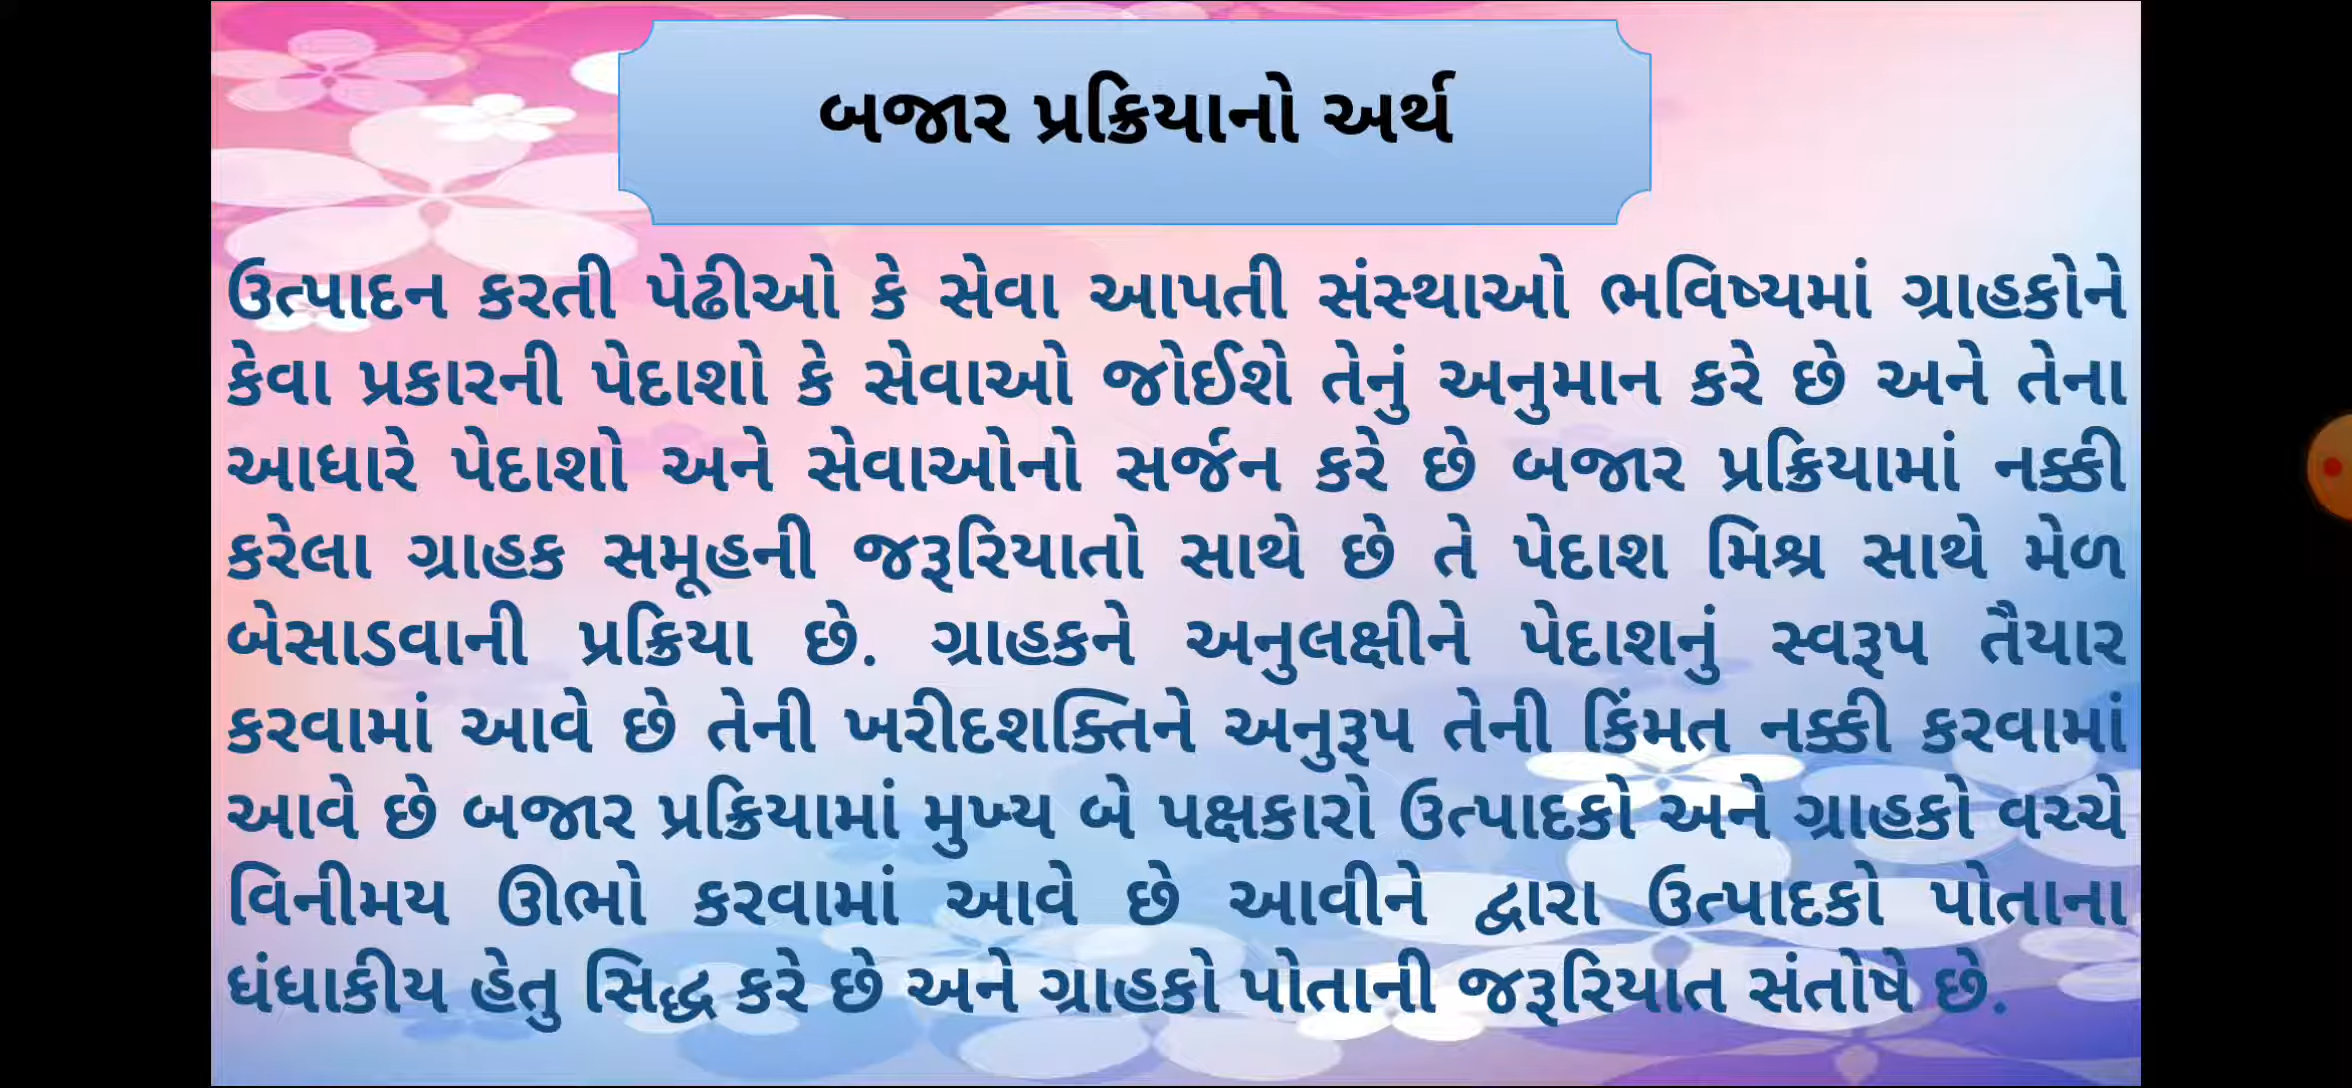 બજાર પ્રક્રિયાનો અર્થ
ઉત્પાદન કરતી પેઢીઓ કે સેવા આપતી સંસ્થાઓ ભવિષ્યમાં ગ્રાહકોને
કેવા પ્રકારની પેદાશો કે સેવાઓ જોઈશે તેનું અનુમાન કરે છે અને તેના
આધારે પેદાશો અને સેવાઓનો સર્જન કરે છે બજાર પ્રક્રિયામાં નક્કી
કરેલા ગ્રાહક સમૂહની જરૂરિયાતો સાથે છે તે પેદાશ મિશ્ર સાથે મેળ
બેસાડવાની પ્રક્રિયા છે. ગ્રાહકને અનુલક્ષીને પેદાશનું સ્વરૂપ તૈયાર
કરવામાં આવે છે તેની ખરીદશક્તિને અનુરૂપ તેની કિંમત નક્કી કરવામાં
આવે છે બજાર પ્રક્રિયામાં મુખ્ય બે પક્ષકારો ઉત્પાદકો અને ગ્રાહકો વચ્ચે
વિનીમય ઊભો કરવામાં આવે છે આવીને દ્વારા ઉત્પાદકો પોતાના
ધંધાકીય હેતુ સિદ્ધ કરે છે અને ગ્રાહકો પોતાની જરૂરિયાત સંતોષે છે.